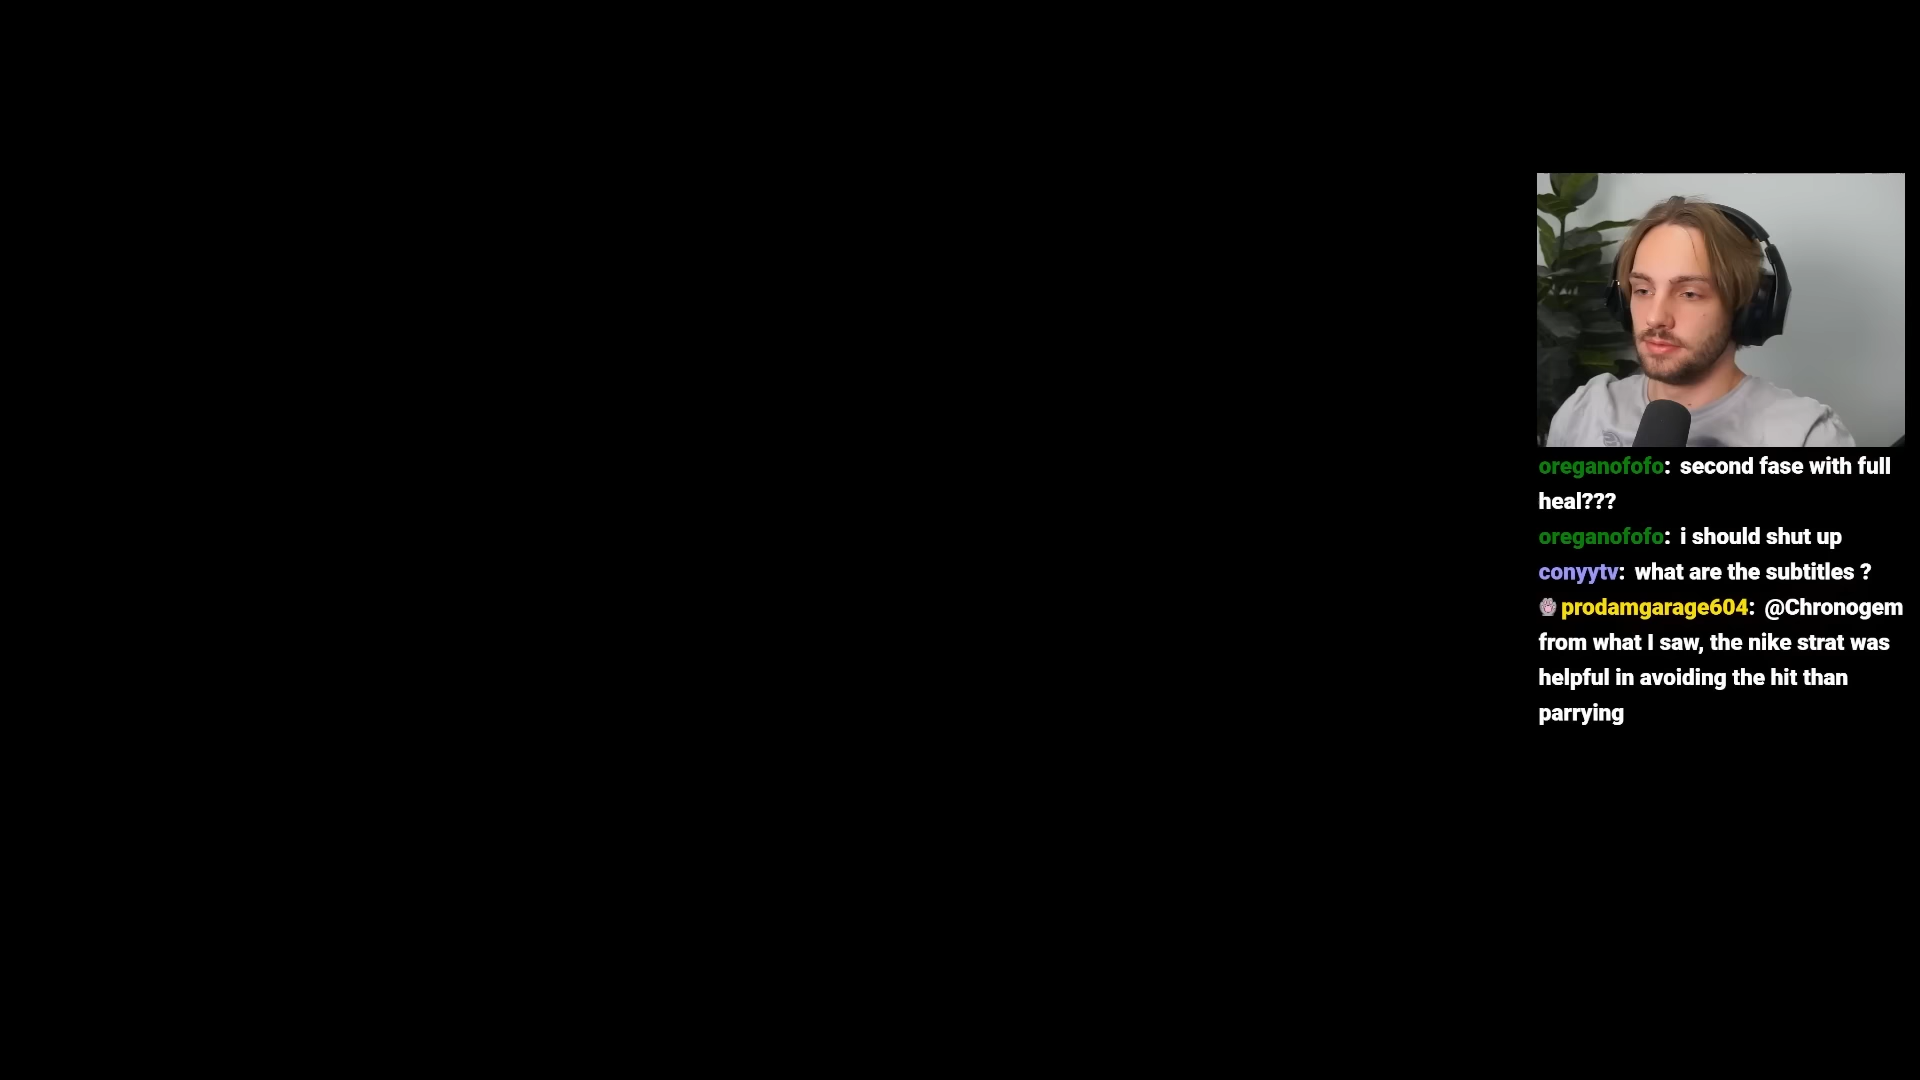 oreganofofo: second fase with full
heal???
oreganofofo: i should shut up
conyytv: what are the subtitles ?
prodamgarage604: @Chronogem
from what I saw, the nike strat was
helpful in avoiding the hit than
parrying